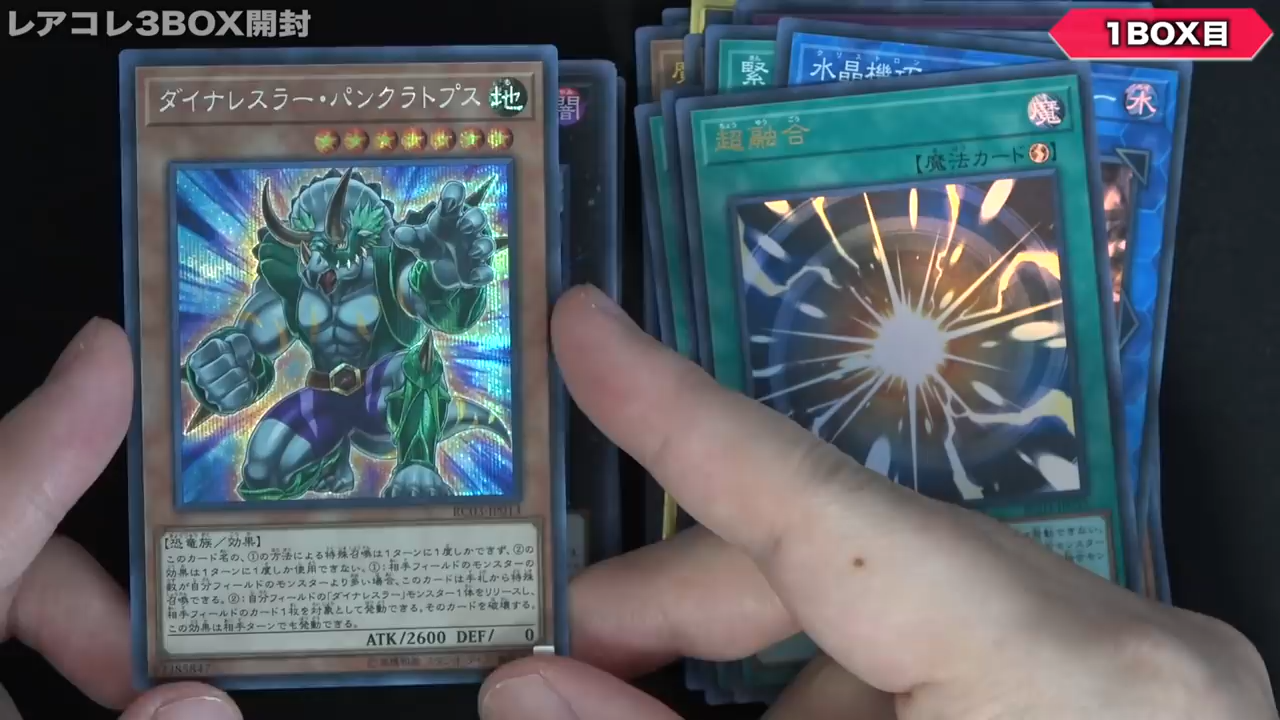 レアコレ3BOX開封
1BOX目
ダイナレスラー・パンクラトプス 地
闇
緊
水晶機巧
ー 水
超融合 魔
【魔法カード】
【恐竜族／効果】
このカード名の、①の方法による特殊召喚は1ターンに1度しかできず、②の
効果は1ターンに1度しか使用できない。①：相手フィールドのモンスターの
数が自分フィールドのモンスターより多い場合、このカードは手札から特殊
召喚できる。②：自分フィールドの「ダイナレスラー」モンスター1体をリリースし、
相手フィールドのカード1枚を対象として発動できる。そのカードを破壊する。
この効果は相手ターンでも発動できる。
ATK/2600 DEF/ 0